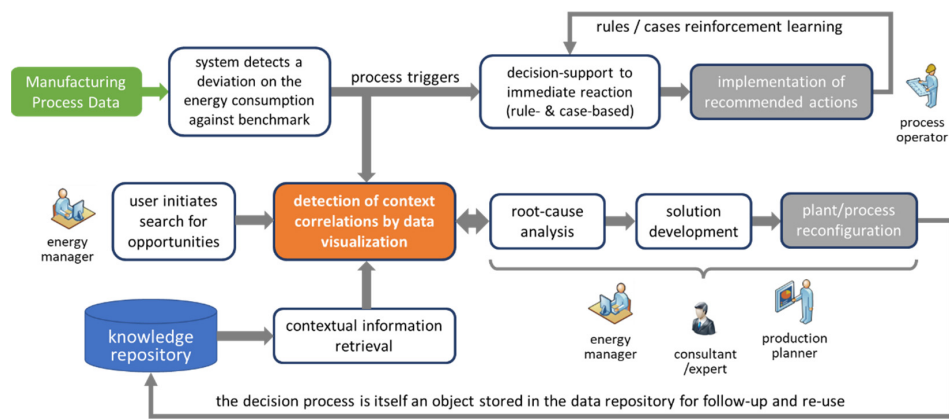 rules / cases reinforcement learning
Manufacturing
Process Data
system detects a
deviation on the
energy consumption
against benchmark
process triggers
decision-support to
immediate reaction
(rule- & case-based)
implementation of
recommended actions
process
operator
energy
manager
user initiates
search for
opportunities
detection of context
correlations by data
visualization
root-cause
analysis
solution
development
plant/process
reconfiguration
knowledge
repository
contextual information
retrieval
energy
manager
consultant
/expert
production
planner
the decision process is itself an object stored in the data repository for follow-up and re-use